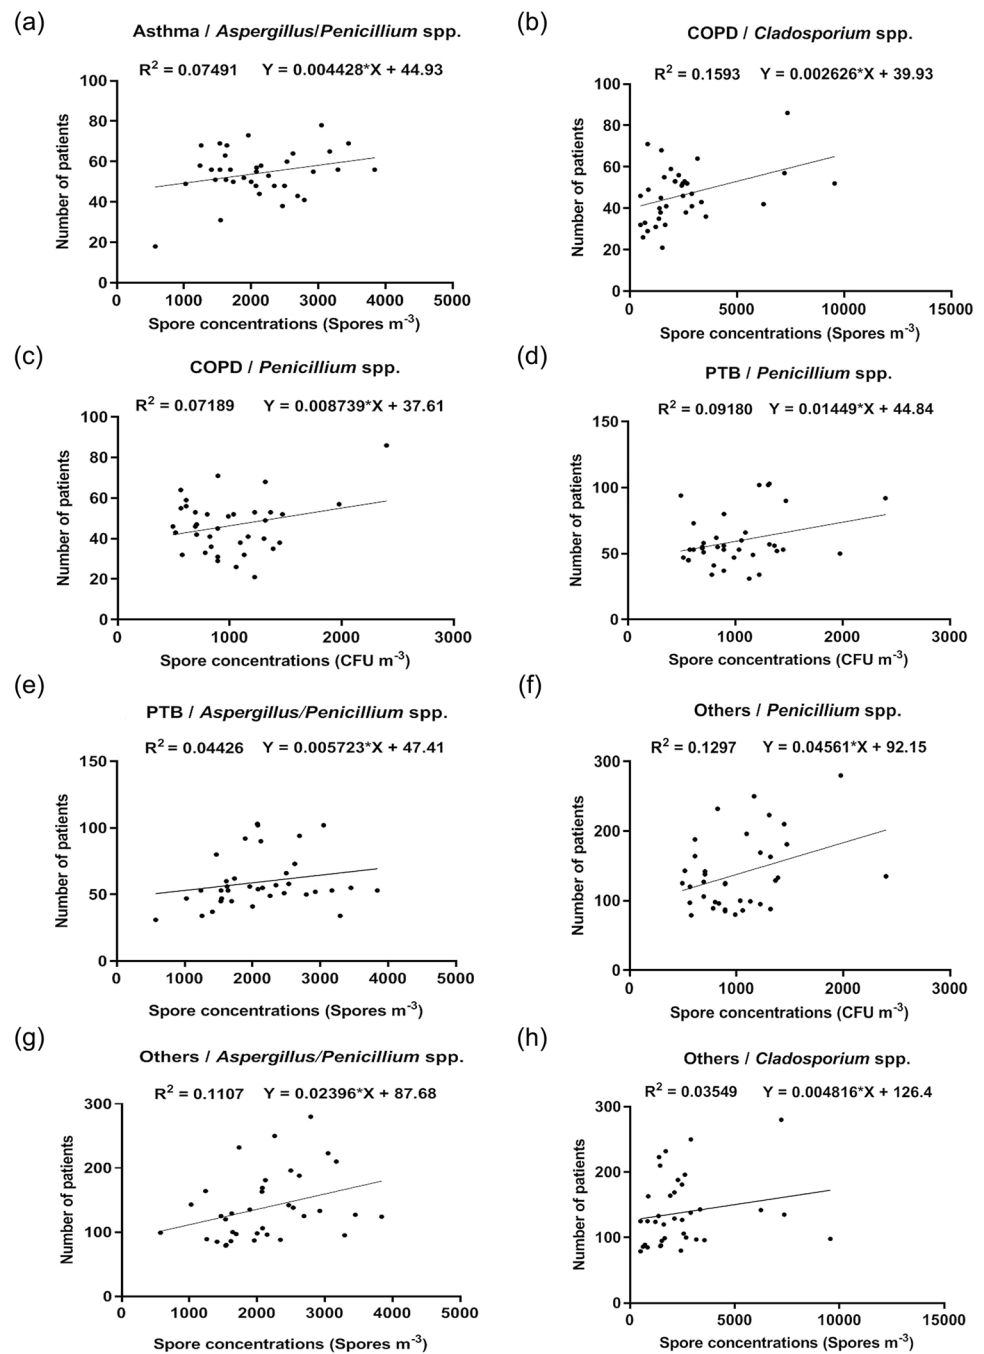 (a)
Asthma / Aspergillus/Penicillium spp.
R² = 0.07491 Y = 0.004428*X + 44.93
Number of patients
100
80
60
40
20
0
0 1000 2000 3000 4000 5000
Spore concentrations (Spores m⁻³)
(b)
COPD / Cladosporium spp.
R² = 0.1593 Y = 0.002626*X + 39.93
Number of patients
100
80
60
40
20
0
0 5000 10000 15000
Spore concentrations (Spores m⁻³)
(c)
COPD / Penicillium spp.
R² = 0.07189 Y = 0.008739*X + 37.61
Number of patients
100
80
60
40
20
0
0 1000 2000 3000
Spore concentrations (CFU m⁻³)
(d)
PTB / Penicillium spp.
R² = 0.09180 Y = 0.01449*X + 44.84
Number of patients
150
100
50
0
0 1000 2000 3000
Spore concentrations (CFU m⁻³)
(e)
PTB / Aspergillus/Penicillium spp.
R² = 0.04426 Y = 0.005723*X + 47.41
Number of patients
150
100
50
0
0 1000 2000 3000 4000 5000
Spore concentrations (Spores m⁻³)
(f)
Others / Penicillium spp.
R² = 0.1297 Y = 0.04561*X + 92.15
Number of patients
300
200
100
0
0 1000 2000 3000
Spore concentrations (CFU m⁻³)
(g)
Others / Aspergillus/Penicillium spp.
R² = 0.1107 Y = 0.02396*X + 87.68
Number of patients
300
200
100
0
0 1000 2000 3000 4000 5000
Spore concentrations (Spores m⁻³)
(h)
Others / Cladosporium spp.
R² = 0.03549 Y = 0.004816*X + 126.4
Number of patients
300
200
100
0
0 5000 10000 15000
Spore concentrations (Spores m⁻³)